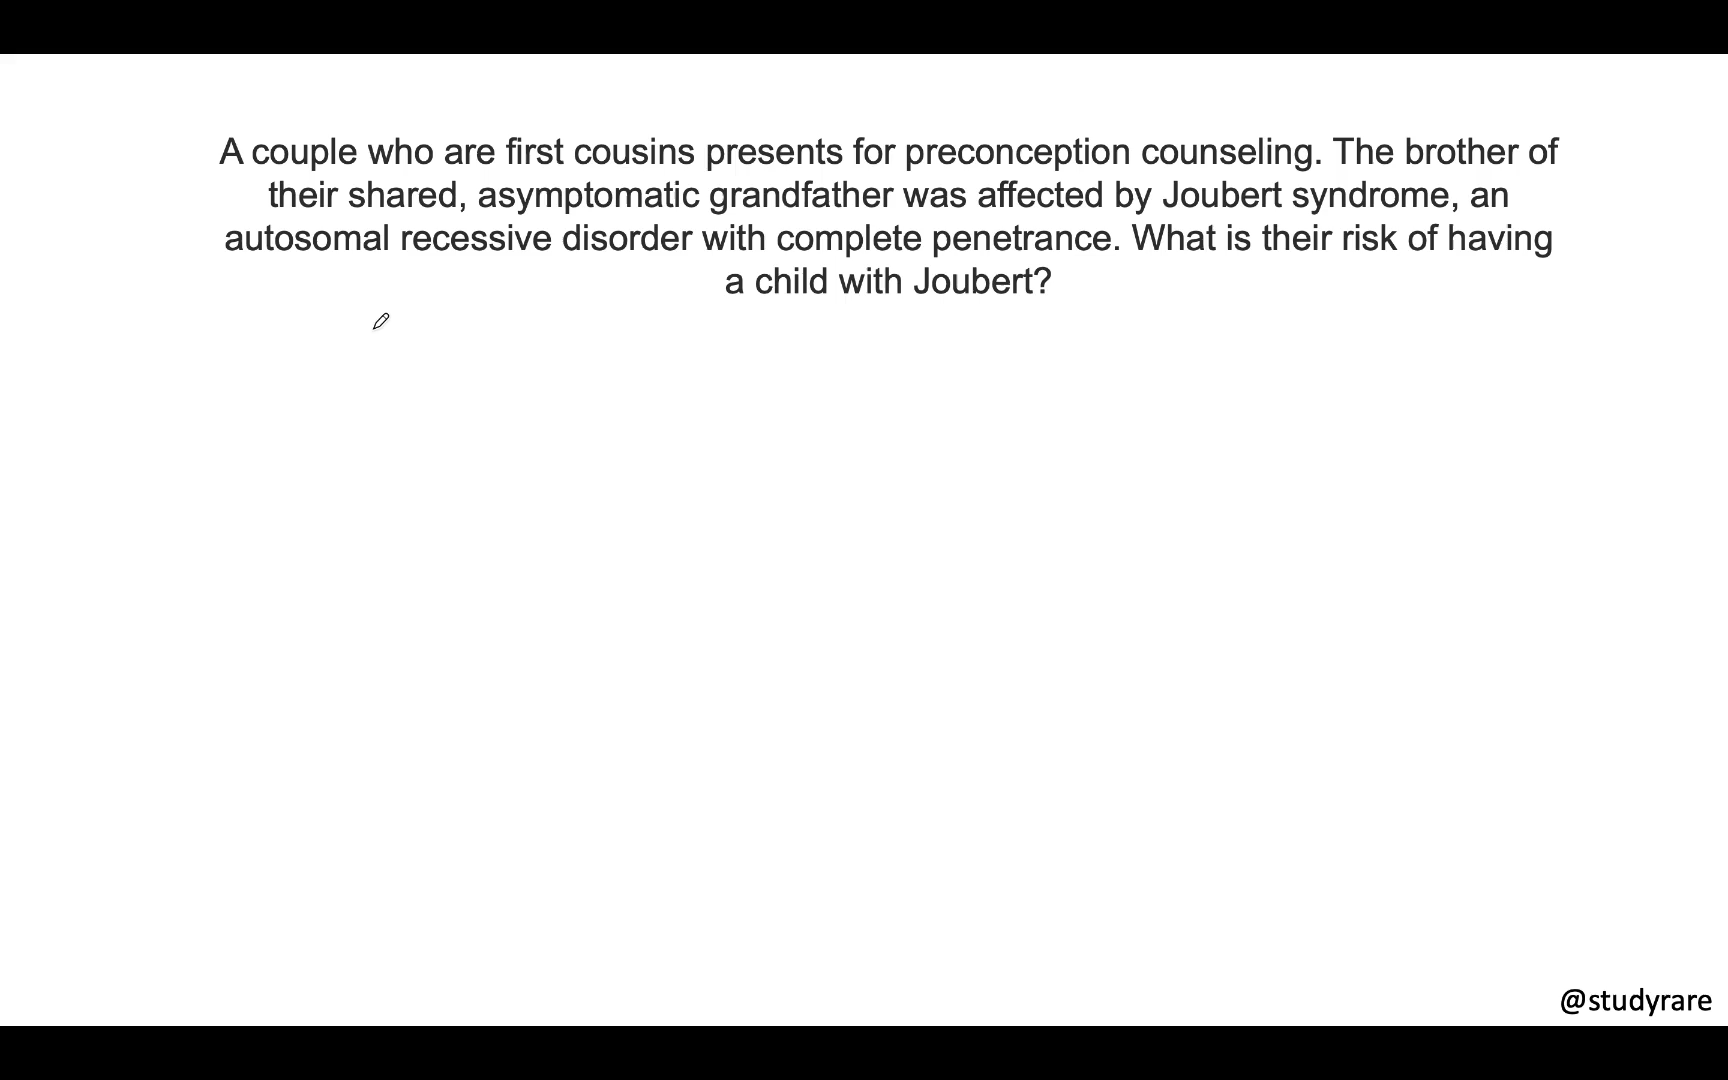 A couple who are first cousins presents for preconception counseling. The brother of
their shared, asymptomatic grandfather was affected by Joubert syndrome, an
autosomal recessive disorder with complete penetrance. What is their risk of having
a child with Joubert?
@studyrare